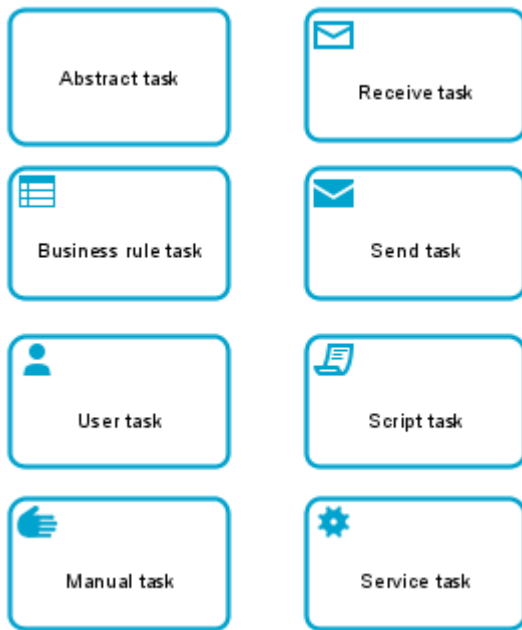 Abstract task
Receive task
Business rule task
Send task
User task
Script task
Manual task
Service task